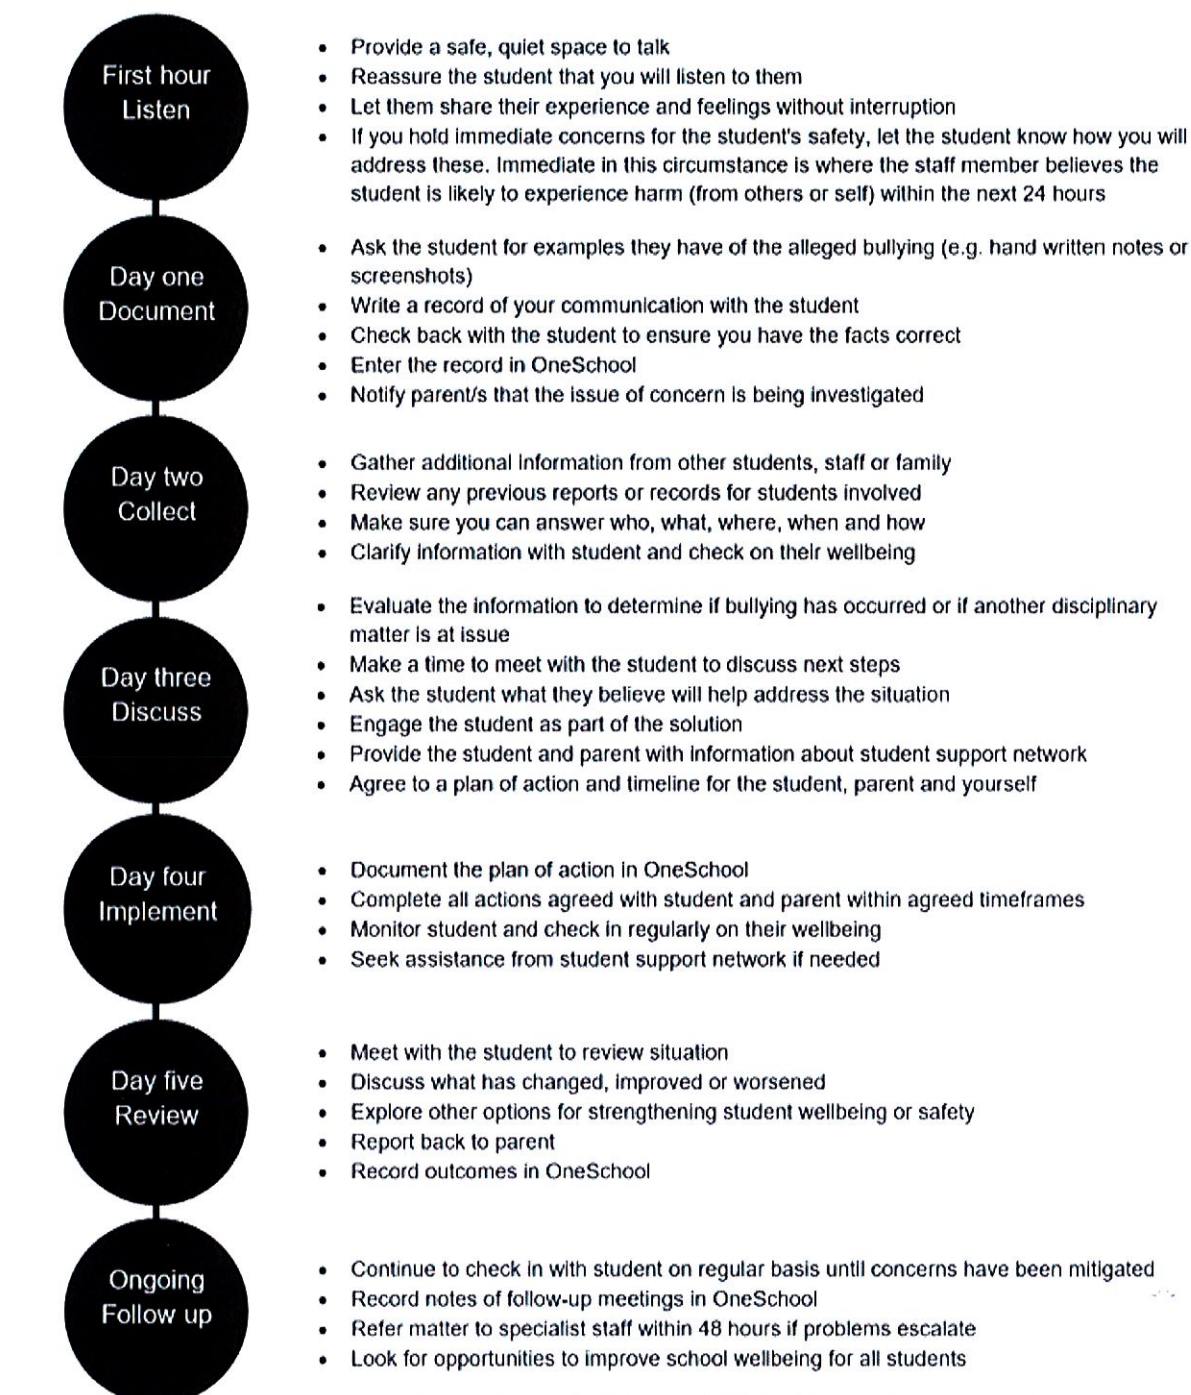 First hour
Listen
• Provide a safe, quiet space to talk
• Reassure the student that you will listen to them
• Let them share their experience and feelings without interruption
• If you hold immediate concerns for the student's safety, let the student know how you will
address these. Immediate in this circumstance is where the staff member believes the
student is likely to experience harm (from others or self) within the next 24 hours
Day one
Document
• Ask the student for examples they have of the alleged bullying (e.g. hand written notes or
screenshots)
• Write a record of your communication with the student
• Check back with the student to ensure you have the facts correct
• Enter the record in OneSchool
• Notify parent/s that the issue of concern is being investigated
Day two
Collect
• Gather additional information from other students, staff or family
• Review any previous reports or records for students involved
• Make sure you can answer who, what, where, when and how
• Clarify information with student and check on their wellbeing
Day three
Discuss
• Evaluate the information to determine if bullying has occurred or if another disciplinary
matter is at issue
• Make a time to meet with the student to discuss next steps
• Ask the student what they believe will help address the situation
• Engage the student as part of the solution
• Provide the student and parent with information about student support network
• Agree to a plan of action and timeline for the student, parent and yourself
Day four
Implement
• Document the plan of action in OneSchool
• Complete all actions agreed with student and parent within agreed timeframes
• Monitor student and check in regularly on their wellbeing
• Seek assistance from student support network if needed
Day five
Review
• Meet with the student to review situation
• Discuss what has changed, improved or worsened
• Explore other options for strengthening student wellbeing or safety
• Report back to parent
• Record outcomes in OneSchool
Ongoing
Follow up
• Continue to check in with student on regular basis until concerns have been mitigated
• Record notes of follow-up meetings in OneSchool
• Refer matter to specialist staff within 48 hours if problems escalate
• Look for opportunities to improve school wellbeing for all students